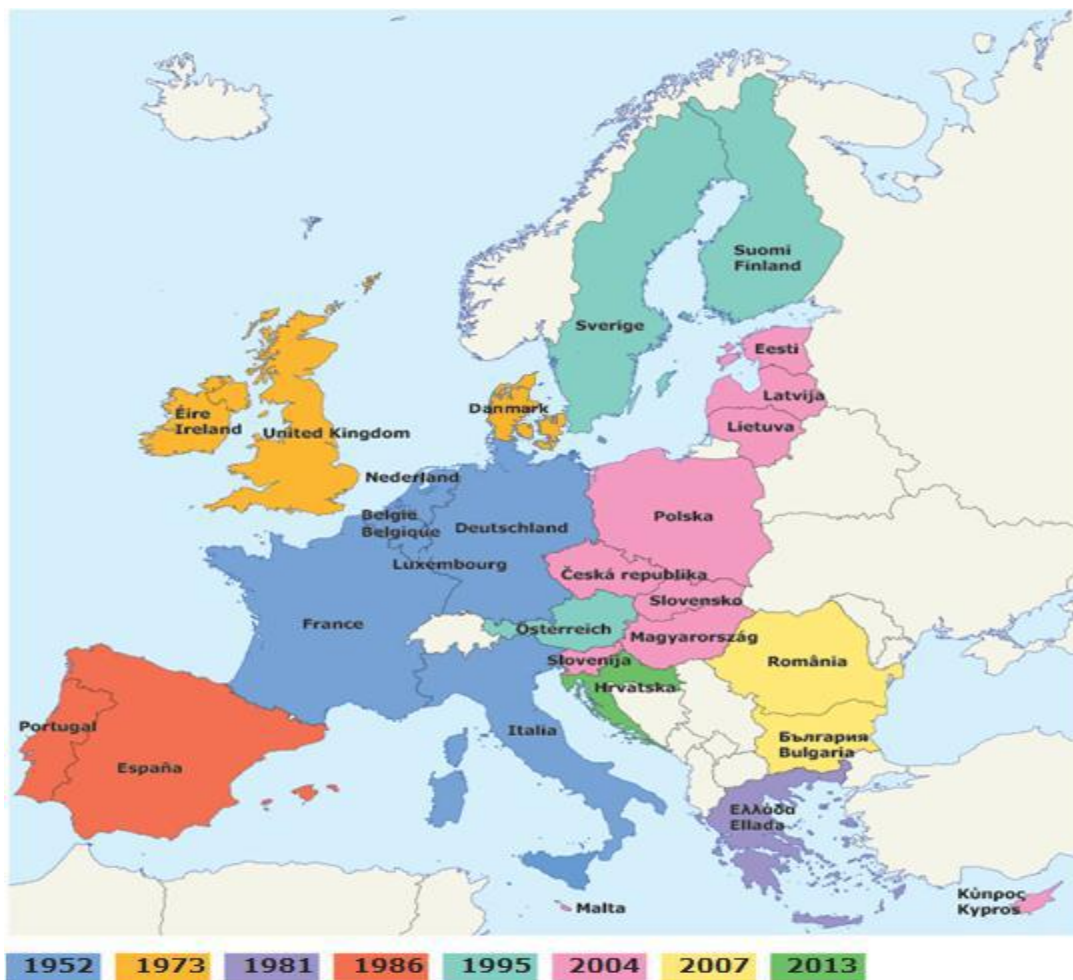 Suomi
Finland
Sverige
Eesti
Latvija
Lietuva
Danmark
Éire
Ireland
United Kingdom
Nederland
België
Belgique
Deutschland
Polska
Luxembourg
Česká republika
Slovensko
France
Österreich
Magyarország
Slovenija
România
Hrvatska
Portugal
Italia
България
Bulgaria
España
Ελλάδα
Ellada
Κύπρος
Kypros
Malta
1952 1973 1981 1986 1995 2004 2007 2013